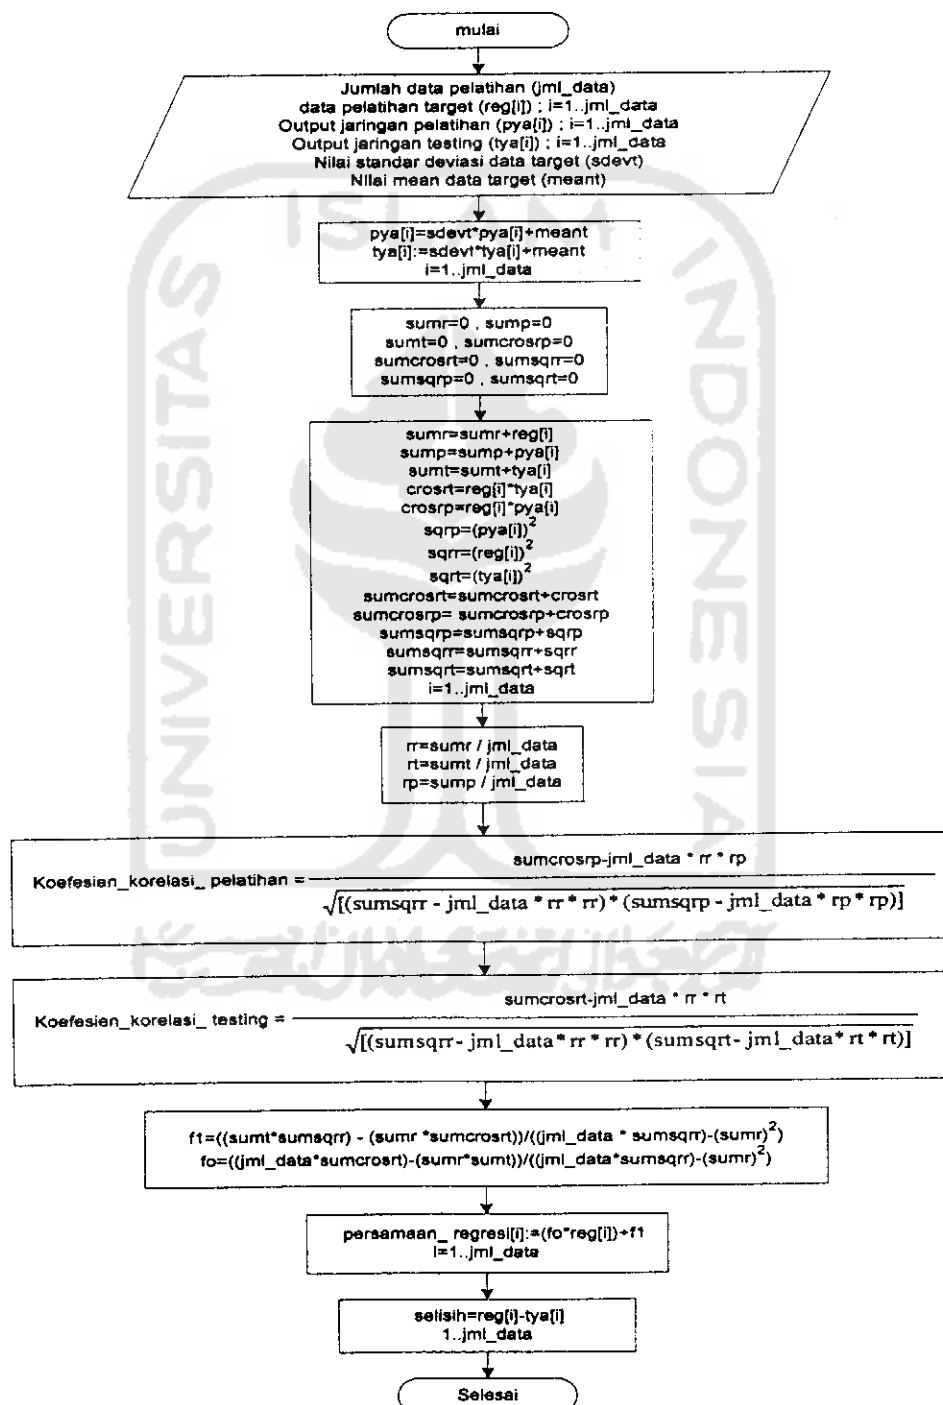 mulai
Jumlah data pelatihan (jml_data)
data pelatihan target (reg[i]) ; i=1..jml_data
Output jaringan pelatihan (pya[i]) ; i=1..jml_data
Output jaringan testing (tya[i]) ; i=1..jml_data
Nilai standar deviasi data target (sdevt)
Nilai mean data target (meant)
pya[i]=sdevt*pya[i]+meant
tya[i]:=sdevt*tya[i]+meant
i=1..jml_data
sumr=0 , sump=0
sumt=0 , sumcrosrp=0
sumcrosrt=0 , sumsqrr=0
sumsqrp=0 , sumsqrt=0
sumr=sumr+reg[i]
sump=sump+pya[i]
sumt=sumt+tya[i]
crosrt=reg[i]*tya[i]
crosrp=reg[i]*pya[i]
sqrp=(pya[i])²
sqrr=(reg[i])²
sqrt=(tya[i])²
sumcrosrt=sumcrosrt+crosrt
sumcrosrp= sumcrosrp+crosrp
sumsqrp=sumsqrp+sqrp
sumsqrr=sumsqrr+sqrr
sumsqrt=sumsqrt+sqrt
i=1..jml_data
rr=sumr / jml_data
rt=sumt / jml_data
rp=sump / jml_data
sumcrosrp-jml_data * rr * rp
Koefesien_korelasi_ pelatihan =
√[(sumsqrr - jml_data * rr * rr) * (sumsqrp - jml_data * rp * rp)]
sumcrosrt-jml_data * rr * rt
Koefesien_korelasi_ testing =
√[(sumsqrr- jml_data* rr * rr) * (sumsqrt- jml_data* rt * rt)]
f1=((sumt*sumsqrr) - (sumr *sumcrosrt))/((jml_data * sumsqrr)-(sumr)²)
fo=((jml_data*sumcrosrt)-(sumr*sumt))/((jml_data*sumsqrr)-(sumr)²)
persamaan_ regresi[i]:=(fo*reg[i])+f1
i=1..jml_data
selisih=reg[i]-tya[i]
1..jml_data
Selesai
UNIVERSITAS
ISLAM
INDONESIA